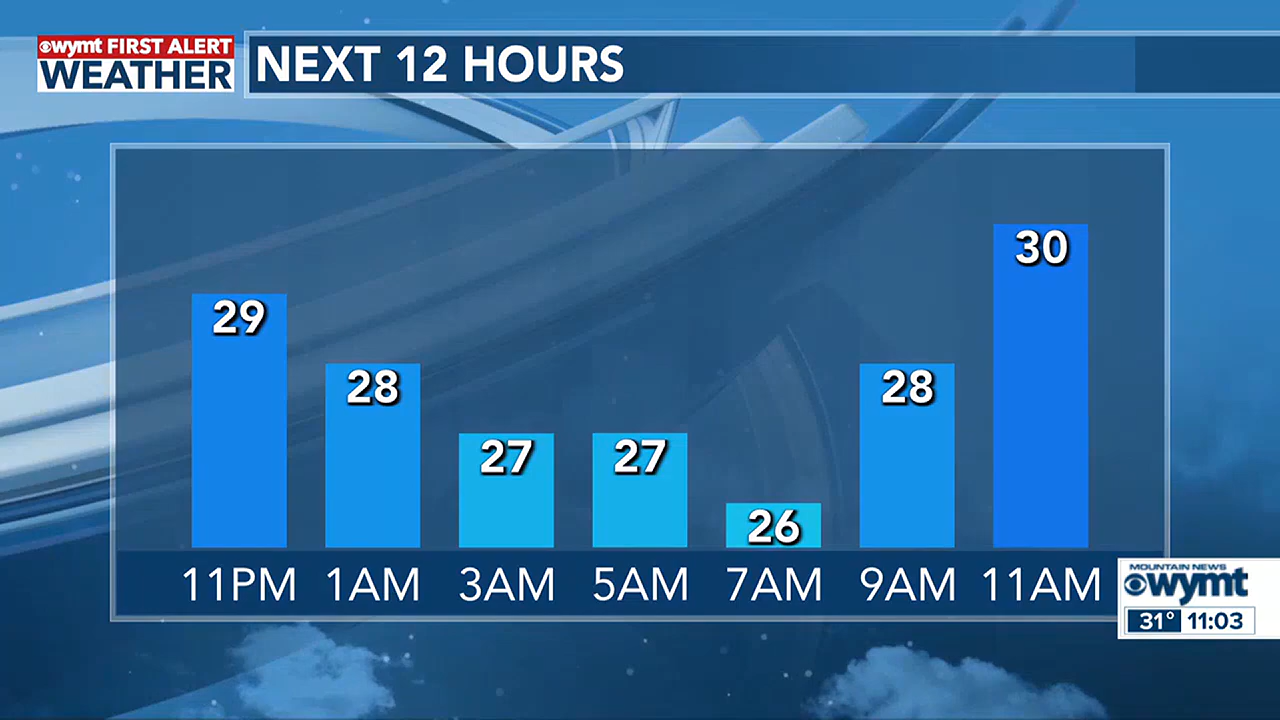 wymt FIRST ALERT
WEATHER
NEXT 12 HOURS
29
28
27
27
26
28
30
11PM 1AM 3AM 5AM 7AM 9AM 11AM
MOUNTAIN NEWS
wymt
31° 11:03